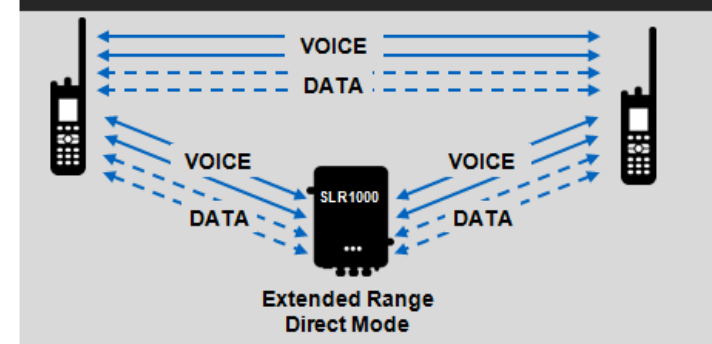 VOICE
DATA
VOICE
VOICE
SLR1000
DATA
DATA
Extended Range
Direct Mode